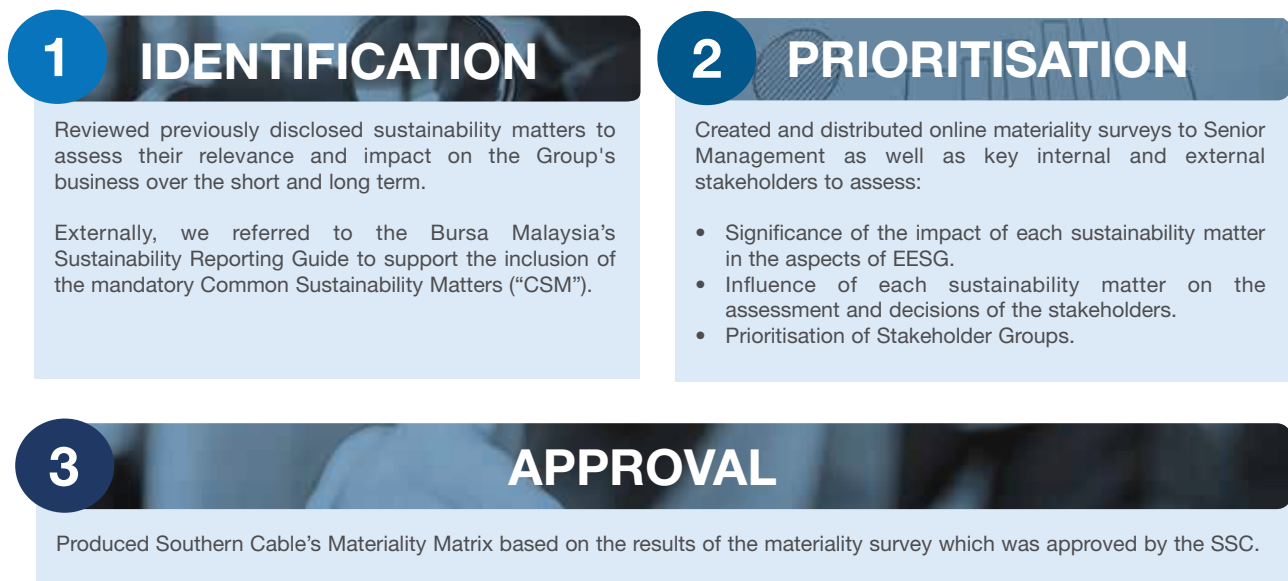 1
IDENTIFICATION
Reviewed previously disclosed sustainability matters to
assess their relevance and impact on the Group's
business over the short and long term.
Externally, we referred to the Bursa Malaysia’s
Sustainability Reporting Guide to support the inclusion of
the mandatory Common Sustainability Matters (“CSM”).
2
PRIORITISATION
Created and distributed online materiality surveys to Senior
Management as well as key internal and external
stakeholders to assess:
• Significance of the impact of each sustainability matter
in the aspects of EESG.
• Influence of each sustainability matter on the
assessment and decisions of the stakeholders.
• Prioritisation of Stakeholder Groups.
3
APPROVAL
Produced Southern Cable’s Materiality Matrix based on the results of the materiality survey which was approved by the SSC.